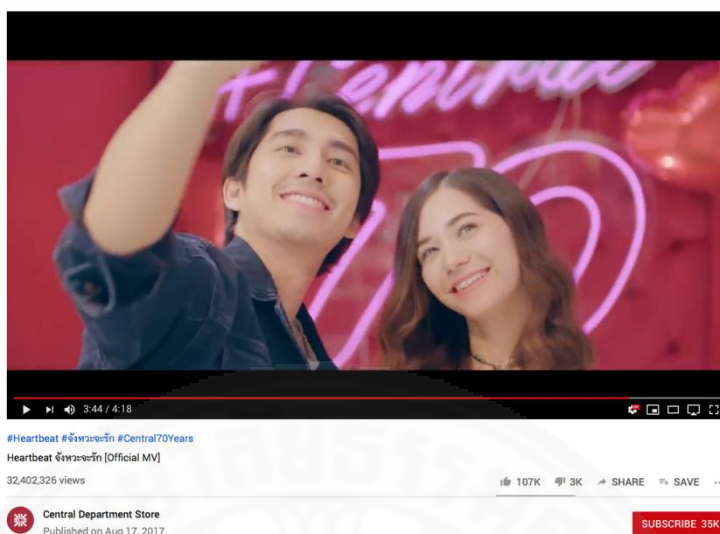 #Central
70
3:44 / 4:18
#Heartbeat #จังหวะจะรัก #Central70Years
Heartbeat จังหวะจะรัก [Official MV]
32,402,326 views
107K 3K SHARE SAVE
Central Department Store
Published on Aug 17, 2017
SUBSCRIBE 35K